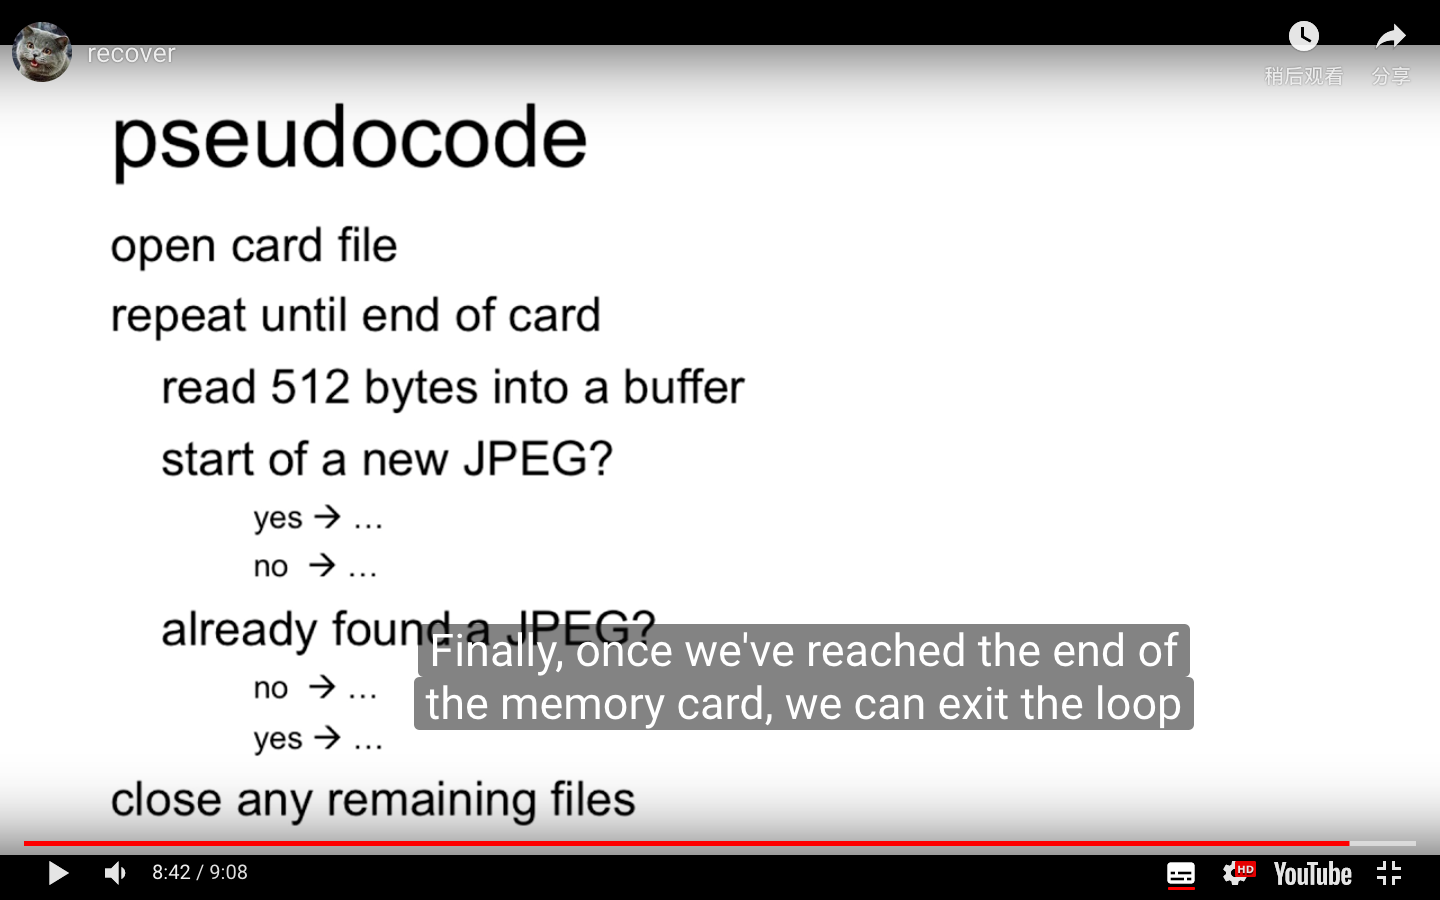 recover
稍后观看
分享
pseudocode
open card file
repeat until end of card
read 512 bytes into a buffer
start of a new JPEG?
yes → ...
no → ...
already found a JPEG?
Finally, once we've reached the end of
no → ...
the memory card, we can exit the loop
yes → ...
close any remaining files
8:42 / 9:08
HD
YouTube